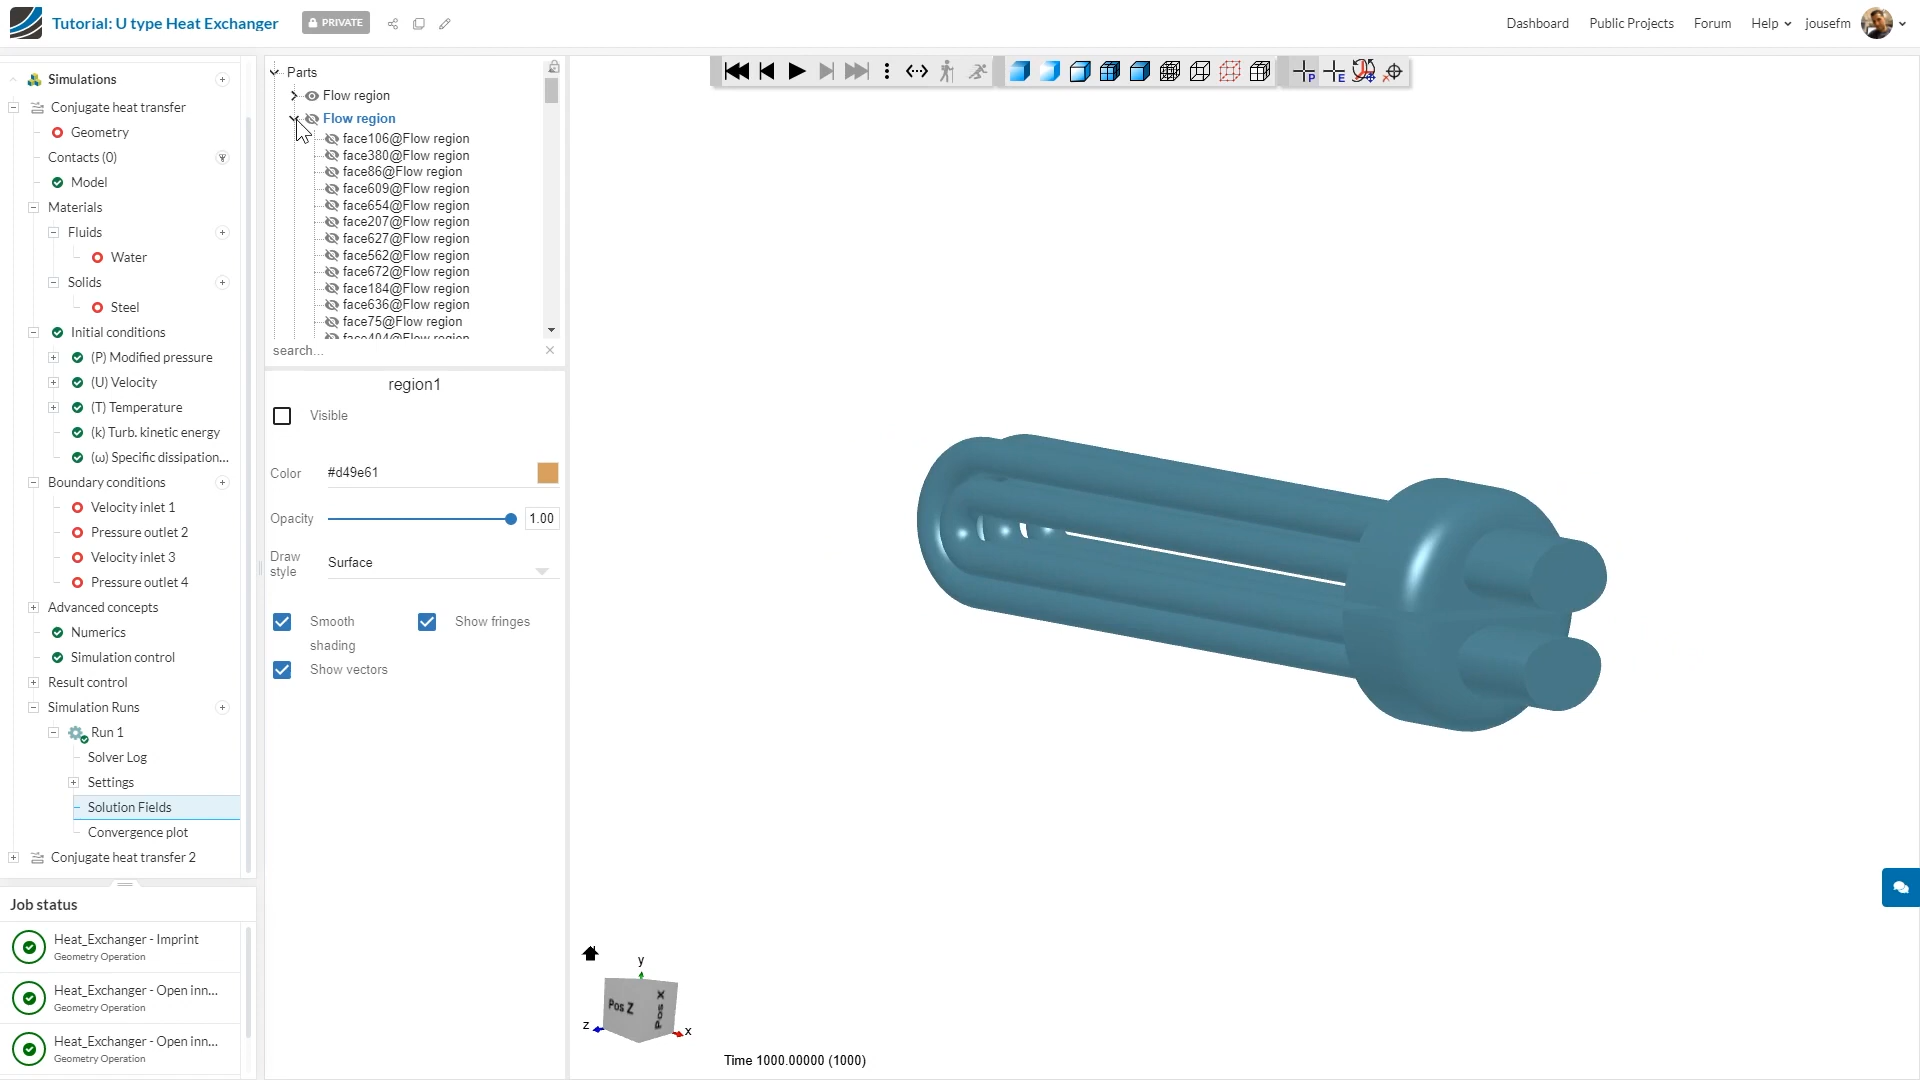 Tutorial: U type Heat Exchanger
PRIVATE
Dashboard
Public Projects
Forum
Help
jousefm
Simulations
Conjugate heat transfer
Geometry
Contacts (0)
Model
Materials
Fluids
Water
Solids
Steel
Initial conditions
(P) Modified pressure
(U) Velocity
(T) Temperature
(k) Turb. kinetic energy
(ω) Specific dissipation...
Boundary conditions
Velocity inlet 1
Pressure outlet 2
Velocity inlet 3
Pressure outlet 4
Advanced concepts
Numerics
Simulation control
Result control
Simulation Runs
Run 1
Solver Log
Settings
Solution Fields
Convergence plot
Conjugate heat transfer 2
Job status
Heat_Exchanger - Imprint
Geometry Operation
Heat_Exchanger - Open inn...
Geometry Operation
Heat_Exchanger - Open inn...
Geometry Operation
Parts
Flow region
Flow region
face106@Flow region
face380@Flow region
face86@Flow region
face609@Flow region
face654@Flow region
face207@Flow region
face627@Flow region
face562@Flow region
face672@Flow region
face184@Flow region
face636@Flow region
face75@Flow region
face404@Flow region
search...
region1
Visible
Color #d49e61
Opacity 1.00
Draw style Surface
Smooth shading
Show fringes
Show vectors
P
E
y
Pos Z
Pos X
z
x
Time 1000.00000 (1000)